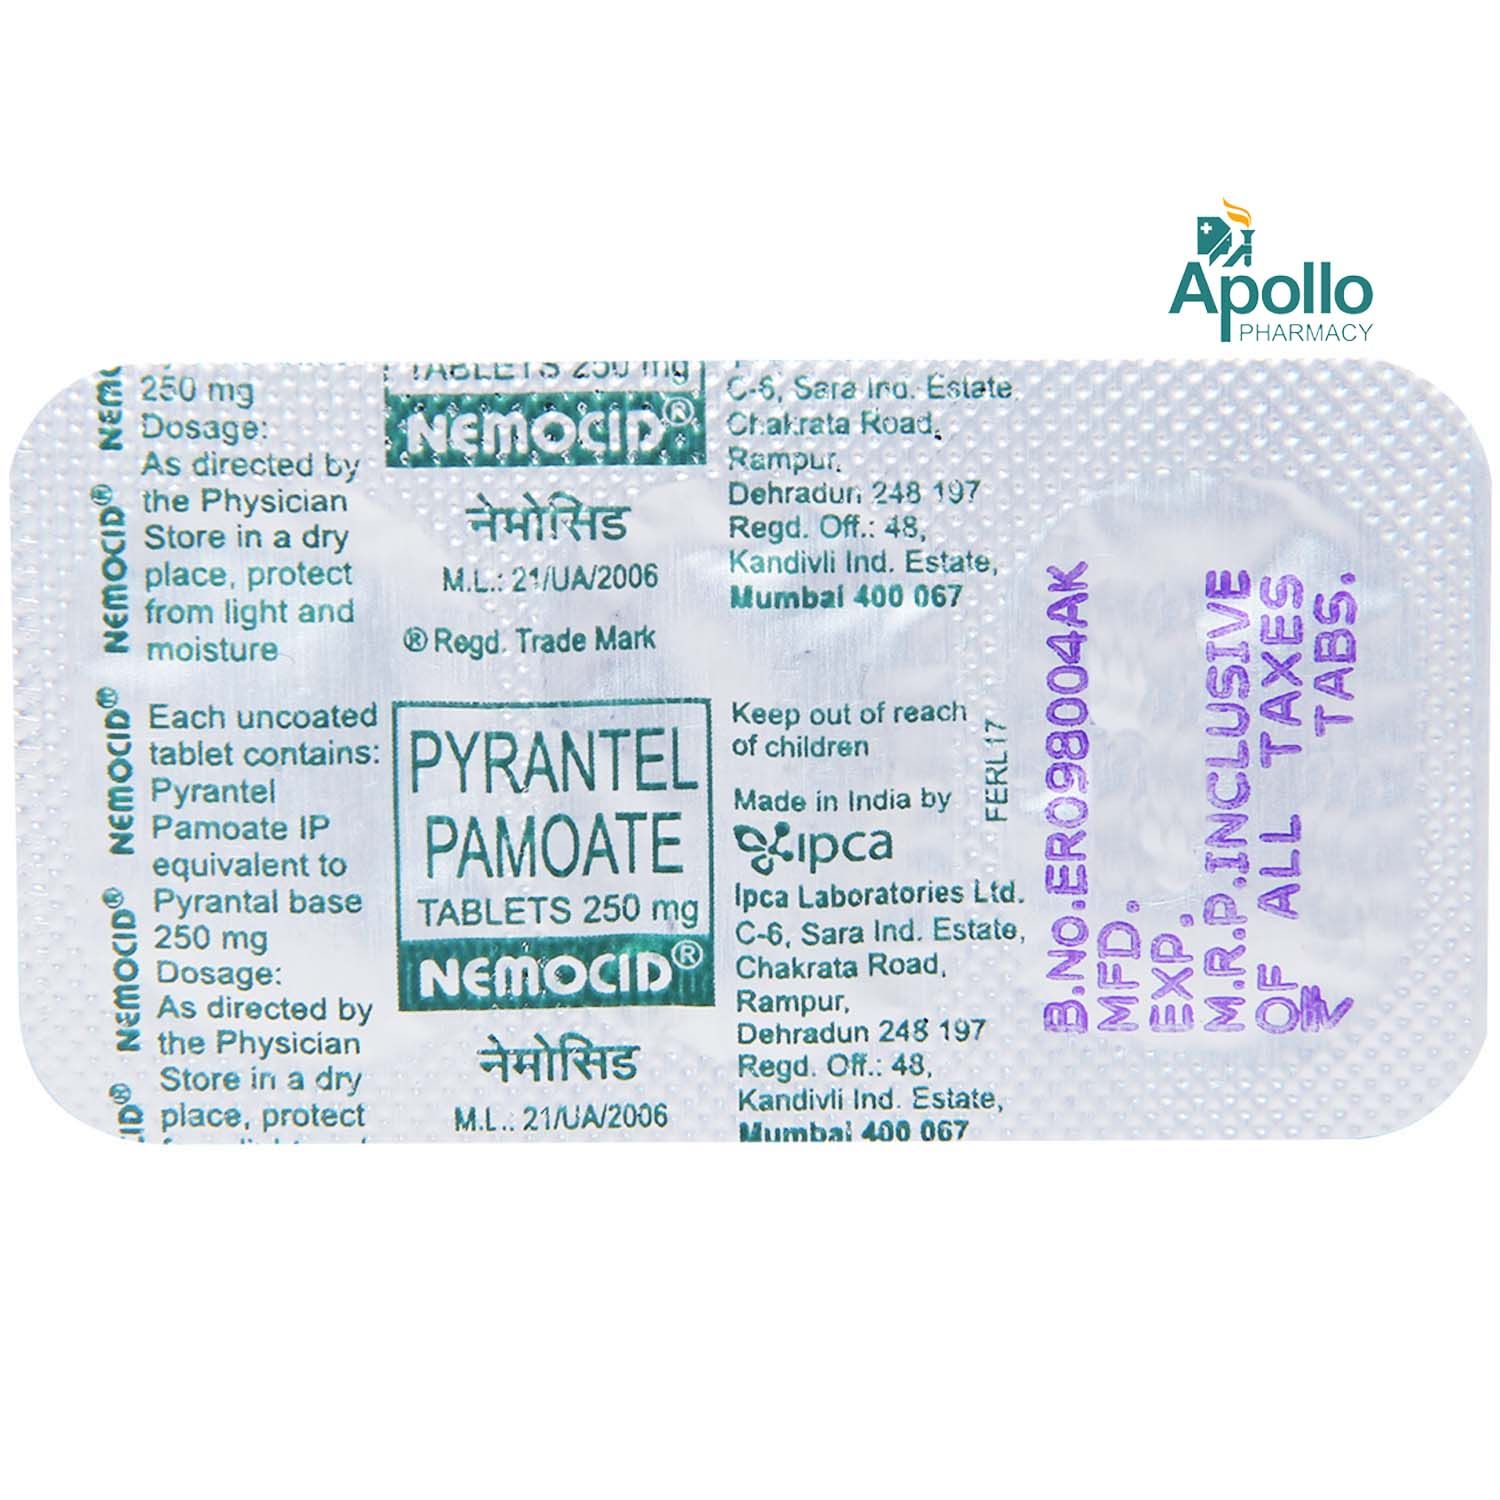 Apollo
PHARMACY
NEMOCID®
NEMOCID®
NEMOCID®
250 mg
Dosage:
As directed by
the Physician
Store in a dry
place, protect
from light and
moisture
Each uncoated
tablet contains:
Pyrantel
Pamoate IP
equivalent to
Pyrantal base
250 mg
Dosage:
As directed by
the Physician
Store in a dry
place, protect
TABLETS 250 mg
NEMOCID®
नेमोसिड
M.L.: 21/UA/2006
® Regd. Trade Mark
PYRANTEL
PAMOATE
TABLETS 250 mg
NEMOCID®
नेमोसिड
M.L.: 21/UA/2006
C-6, Sara Ind. Estate,
Chakrata Road,
Rampur,
Dehradun 248 197
Regd. Off.: 48,
Kandivli Ind. Estate,
Mumbai 400 067
Keep out of reach
of children
Made in India by
ipca
Ipca Laboratories Ltd.
C-6, Sara Ind. Estate,
Chakrata Road,
Rampur,
Dehradun 248 197
Regd. Off.: 48,
Kandivli Ind. Estate,
Mumbai 400 067
FERL17
B.No.ER098004AK
MFD.
EXP.
M.R.P.INCLUSIVE
OF ALL TAXES
₹ TABS.